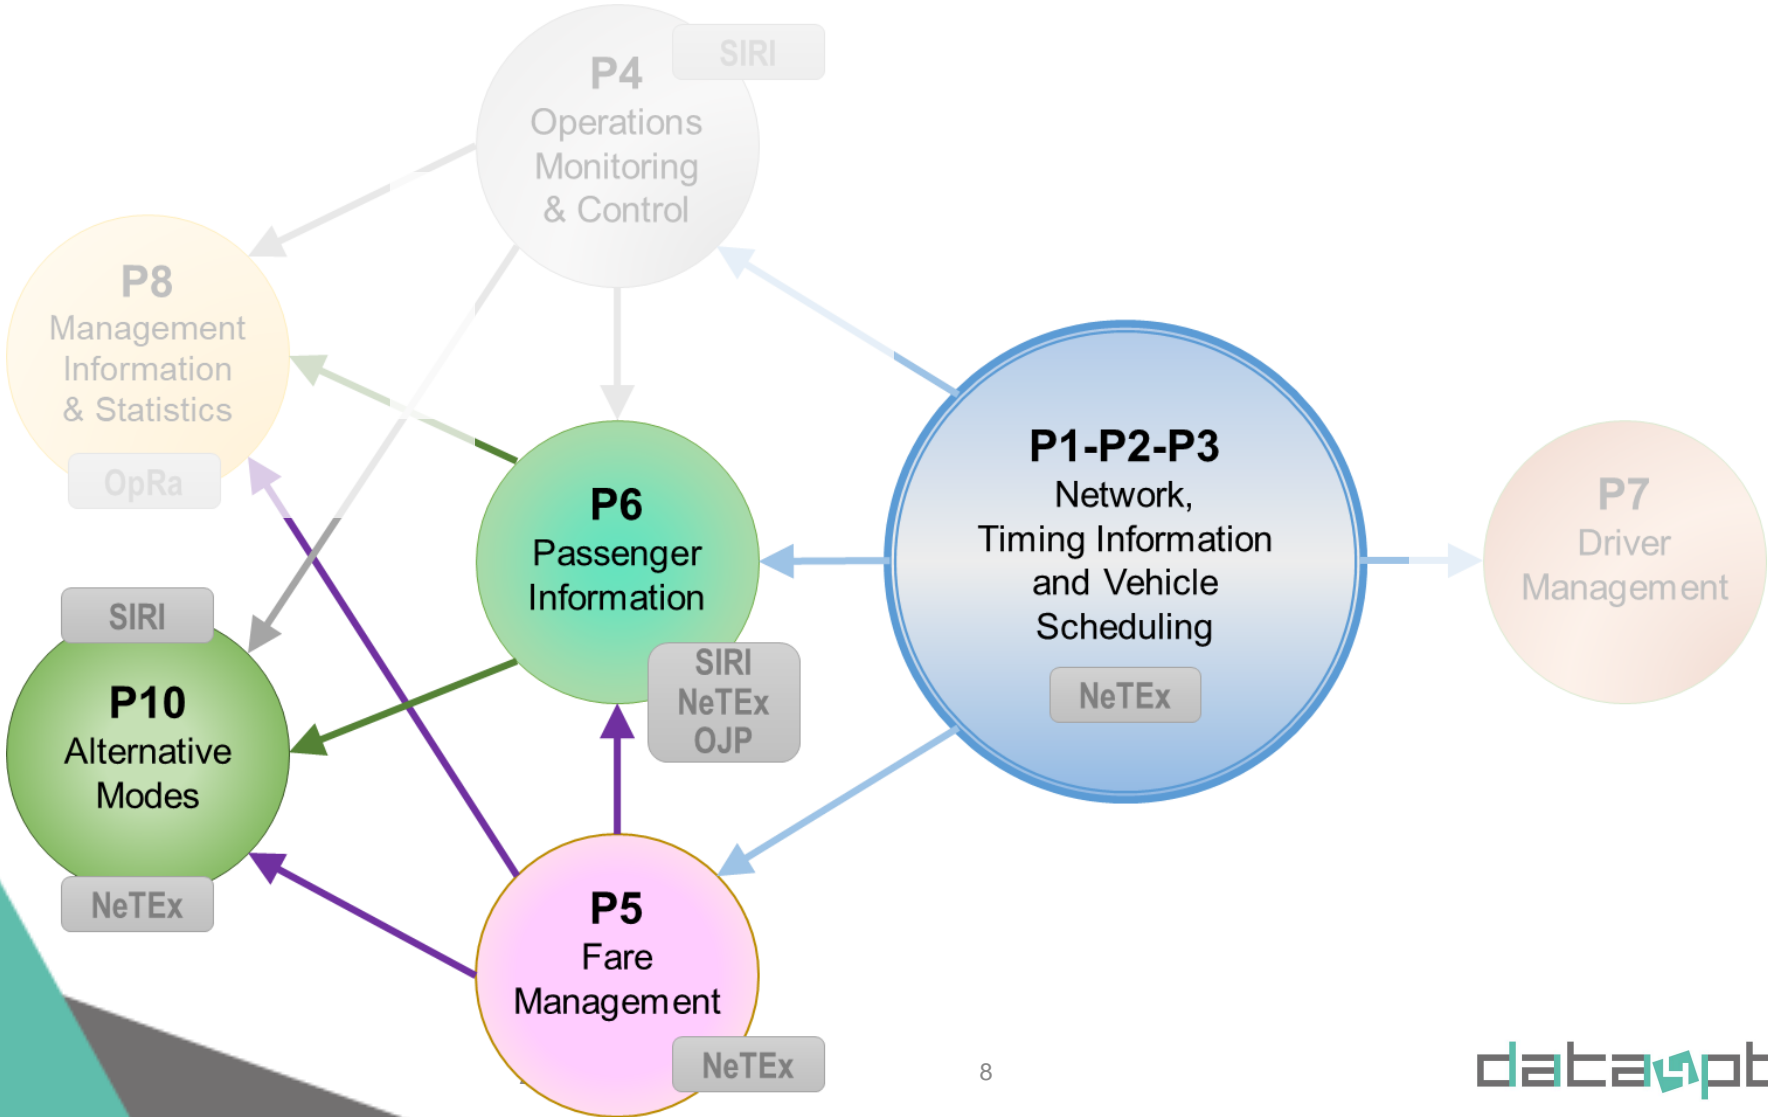 SIRI
P4
Operations
Monitoring
& Control
P8
Management
Information
& Statistics
OpRa
P6
Passenger
Information
SIRI
NeTEx
OJP
P1-P2-P3
Network,
Timing Information
and Vehicle
Scheduling
NeTEx
P7
Driver
Management
SIRI
P10
Alternative
Modes
NeTEx
P5
Fare
Management
NeTEx
8
data4pt